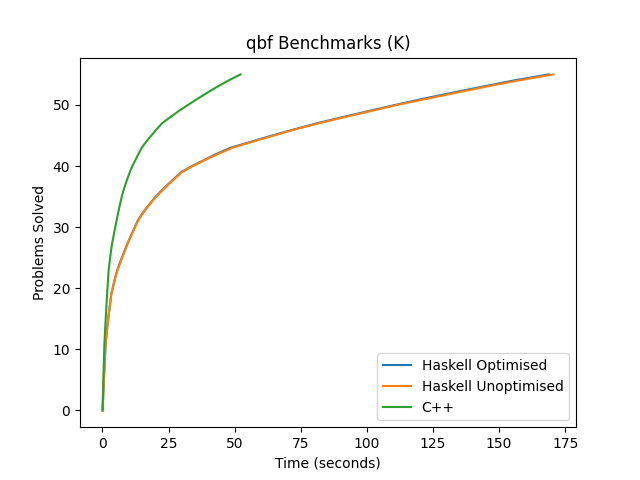 qbf Benchmarks (K)
Problems Solved
50
40
30
20
10
0
0 25 50 75 100 125 150 175
Time (seconds)
Haskell Optimised
Haskell Unoptimised
C++